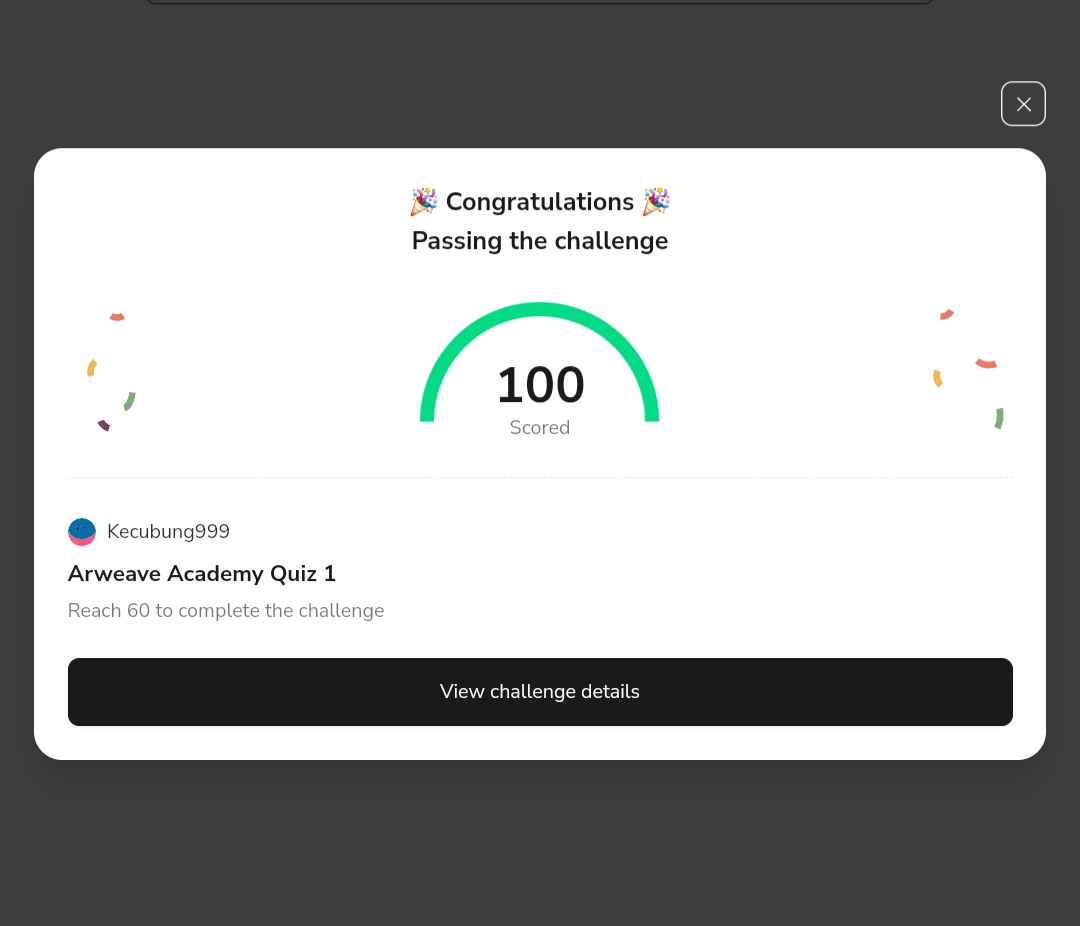 🎉 Congratulations 🎉
Passing the challenge
100
Scored
Kecubung999
Arweave Academy Quiz 1
Reach 60 to complete the challenge
View challenge details